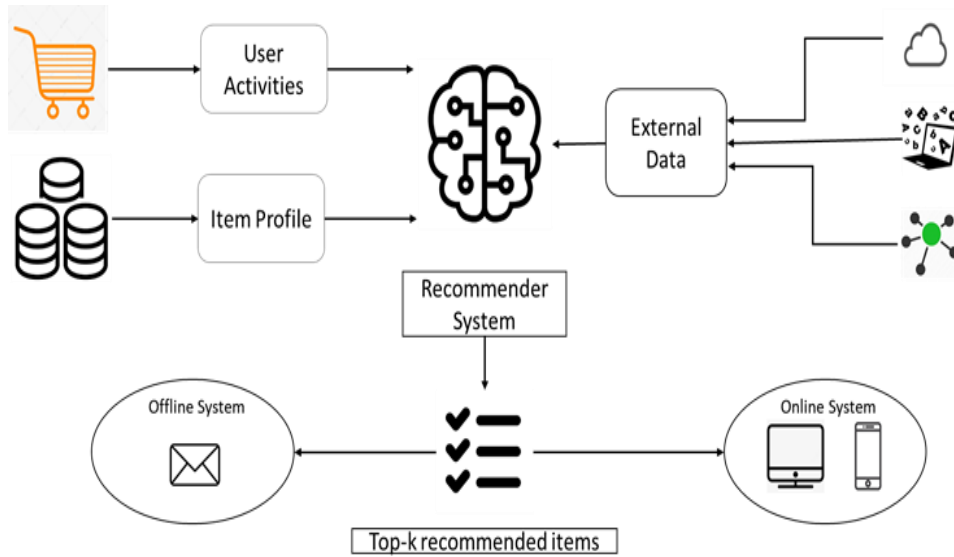 User
Activities
External
Data
Item Profile
Recommender
System
Offline System
Online System
Top-k recommended items